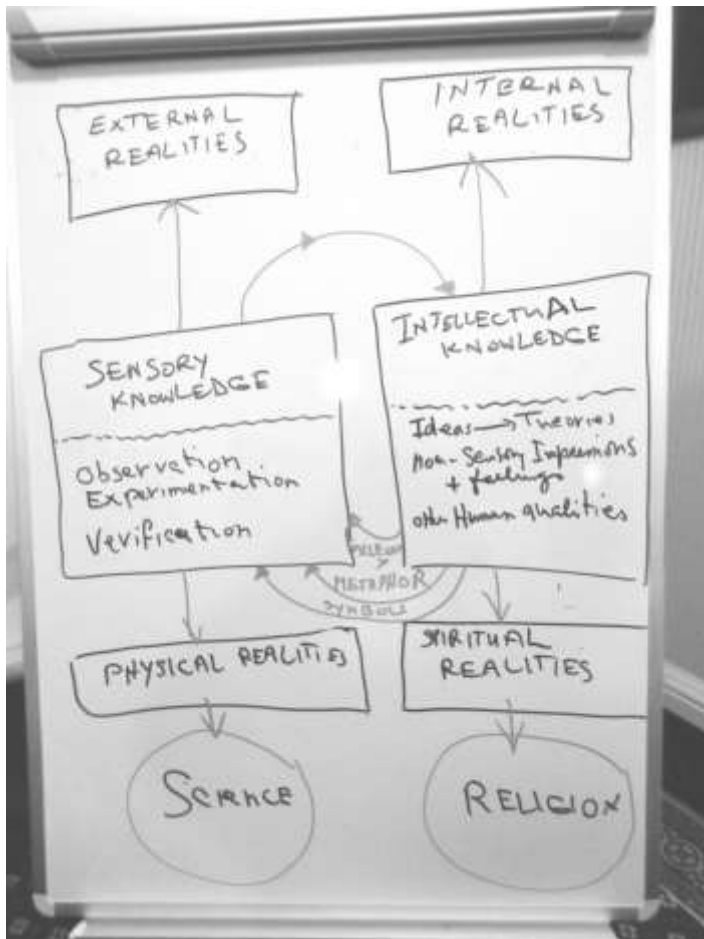 EXTERNAL
REALITIES
INTERNAL
REALITIES
SENSORY
KNOWLEDGE
Observation
Experimentation
Verification
INTELLECTUAL
KNOWLEDGE
Ideas → Theories
non-Sensory Impressions
+ feelings
other Human qualities
METAPHOR
SYMBOLS
PHYSICAL REALITIES
SPIRITUAL
REALITIES
SCIENCE
RELIGION